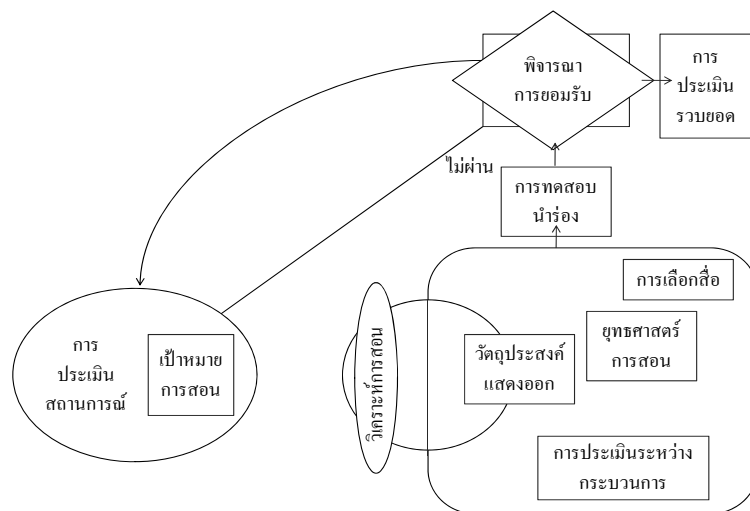 พิจารณา
การยอมรับ
การ
ประเมิน
รวบยอด
ไม่ผ่าน
การทดสอบ
นำร่อง
การเลือกสื่อ
ยุทธศาสตร์
การสอน
วัตถุประสงค์
แสดงออก
การประเมินระหว่าง
กระบวนการ
วิเคราะห์การสอน
การ
ประเมิน
สถานการณ์
เป้าหมาย
การสอน